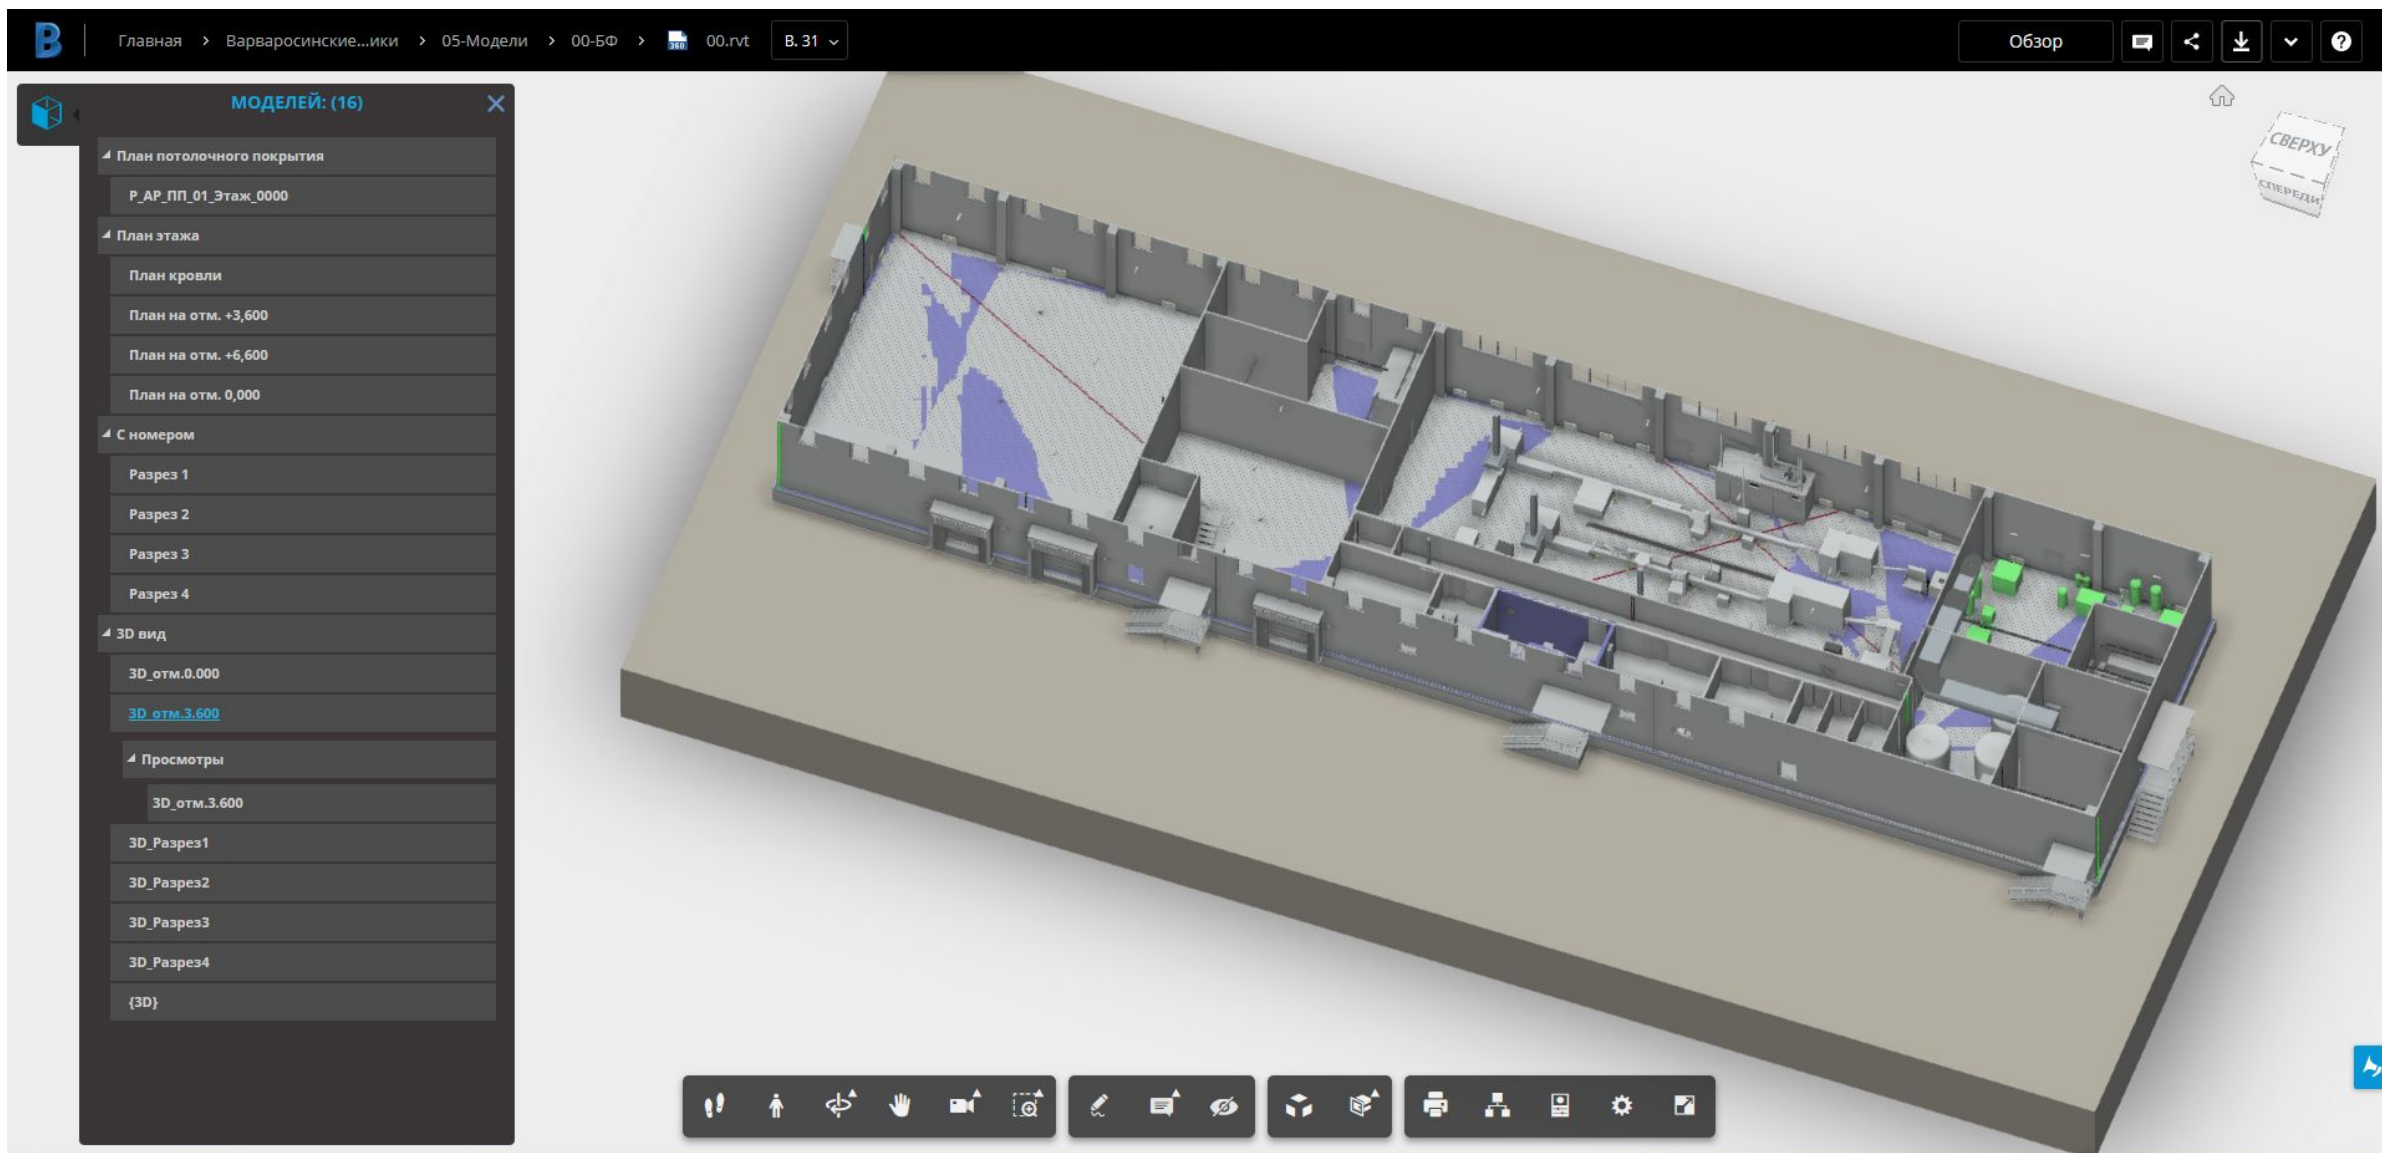 Главная > Варваросинские...ики > 05-Модели > 00-БФ > 00.rvt В. 31
Обзор
МОДЕЛЕЙ: (16)
План потолочного покрытия
Р_АР_ПП_01_Этаж_0000
План этажа
План кровли
План на отм. +3,600
План на отм. +6,600
План на отм. 0,000
С номером
Разрез 1
Разрез 2
Разрез 3
Разрез 4
3D вид
3D_отм.0.000
3D_отм.3.600
Просмотры
3D_отм.3.600
3D_Разрез1
3D_Разрез2
3D_Разрез3
3D_Разрез4
{3D}
СВЕРХУ
СПЕРЕДИ